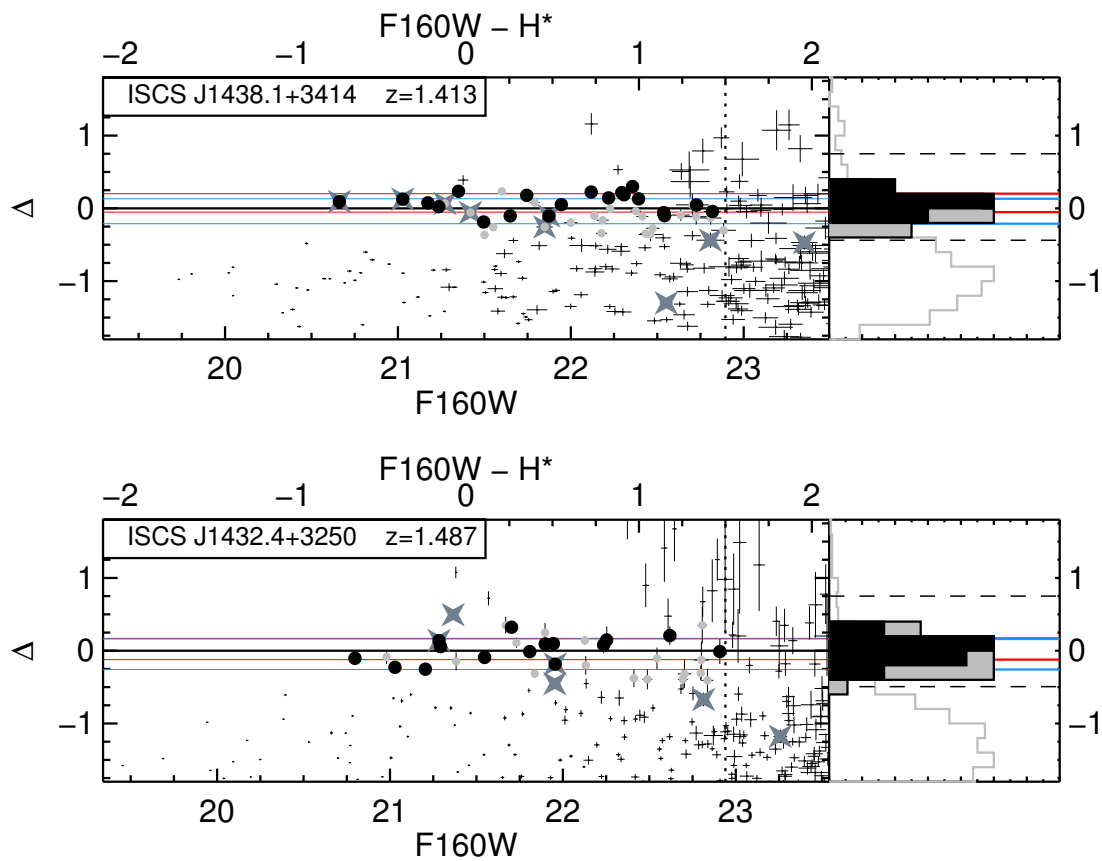 F160W − H*
−2 −1 0 1 2
ISCS J1438.1+3414 z=1.413
1 1
Δ 0 0
−1 −1
20 21 22 23
F160W
F160W − H*
−2 −1 0 1 2
ISCS J1432.4+3250 z=1.487
1 1
Δ 0 0
−1 −1
20 21 22 23
F160W